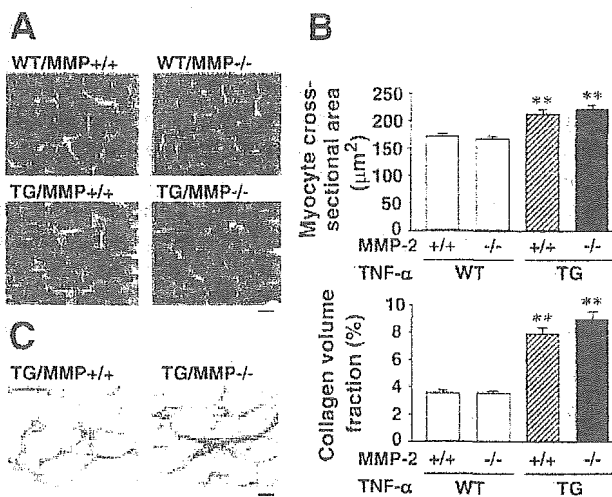 A
WT/MMP+/+ WT/MMP-/-
TG/MMP+/+ TG/MMP-/-
C
TG/MMP+/+ TG/MMP-/-
B
Myocyte cross-
sectional area
(μm²)
250
200
150
100
50
0
** **
MMP-2 +/+ -/- +/+ -/-
TNF-α WT TG
Collagen volume
fraction (%)
10
8
6
4
2
0
** **
MMP-2 +/+ -/- +/+ -/-
TNF-α WT TG